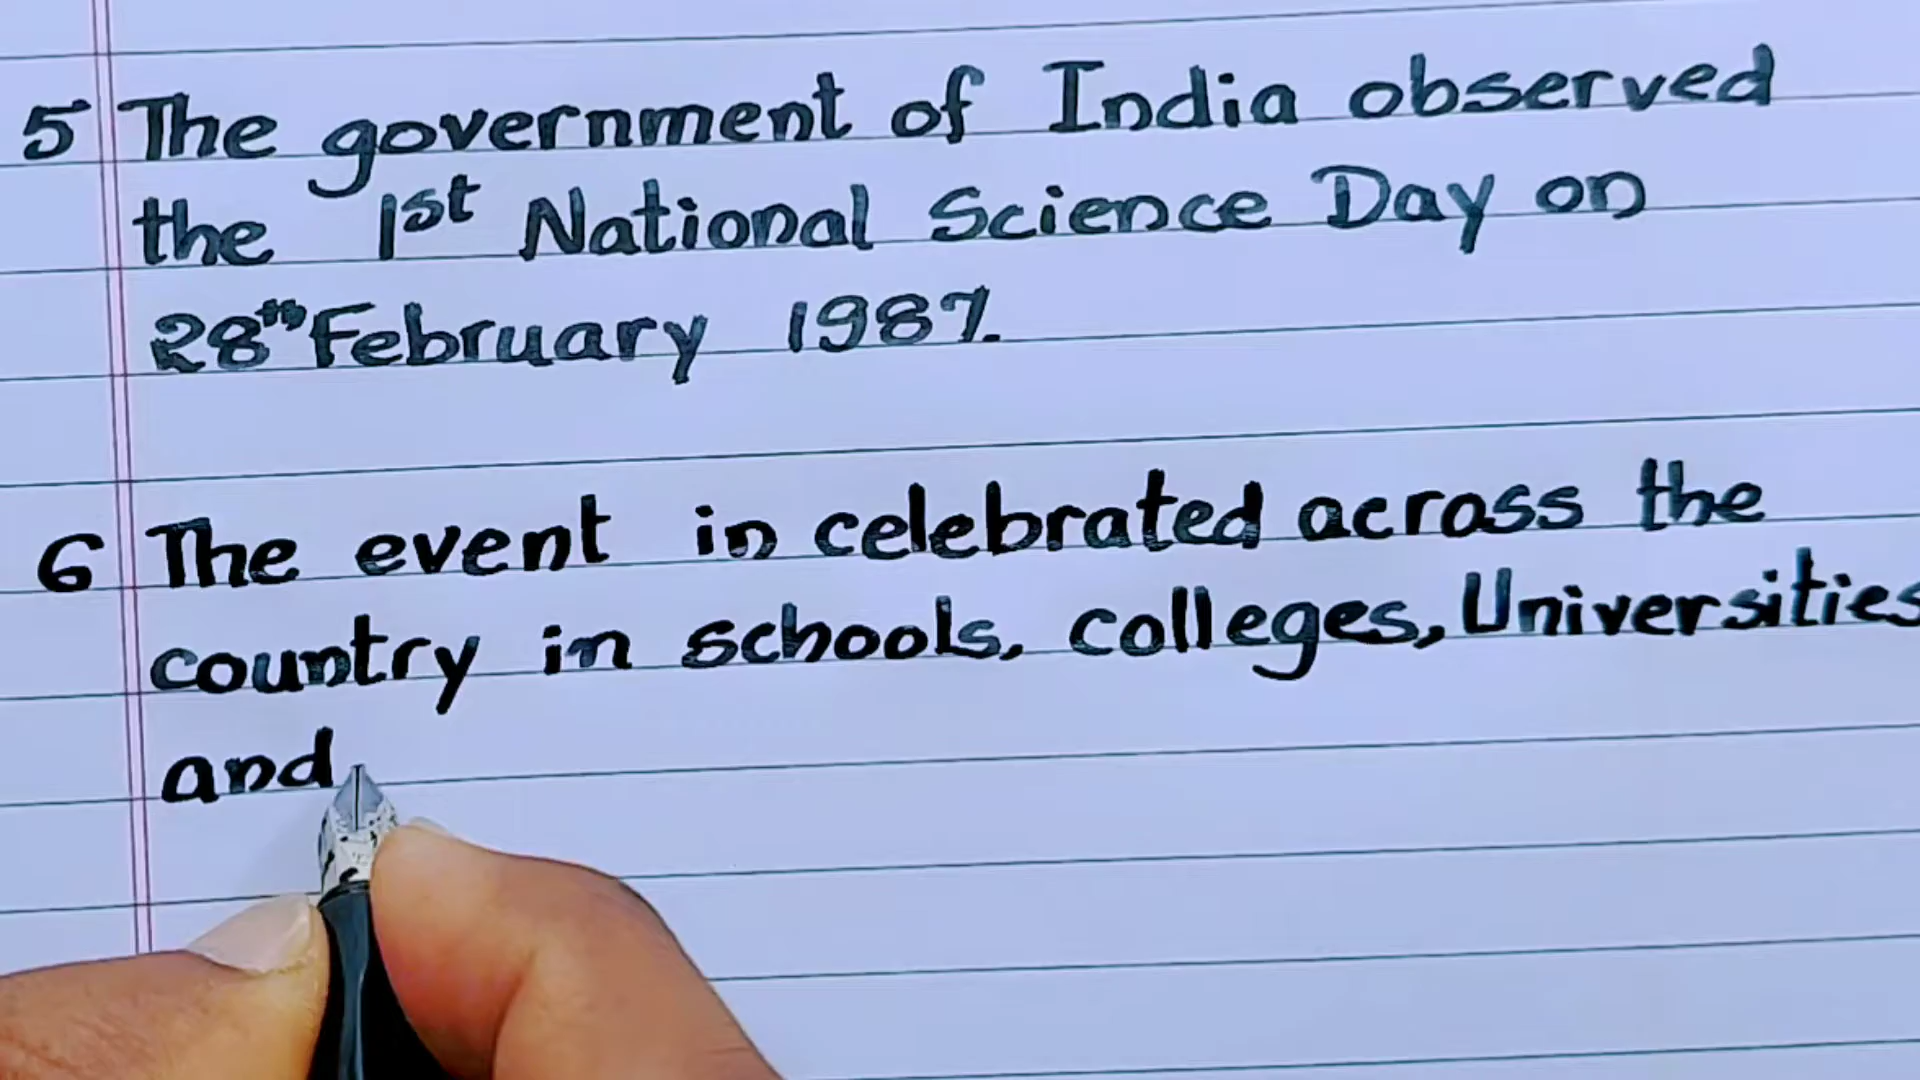 5 The government of India observed
the 1st National Science Day on
28th February 1987.
6 The event in celebrated across the
country in schools, colleges, Universities
and